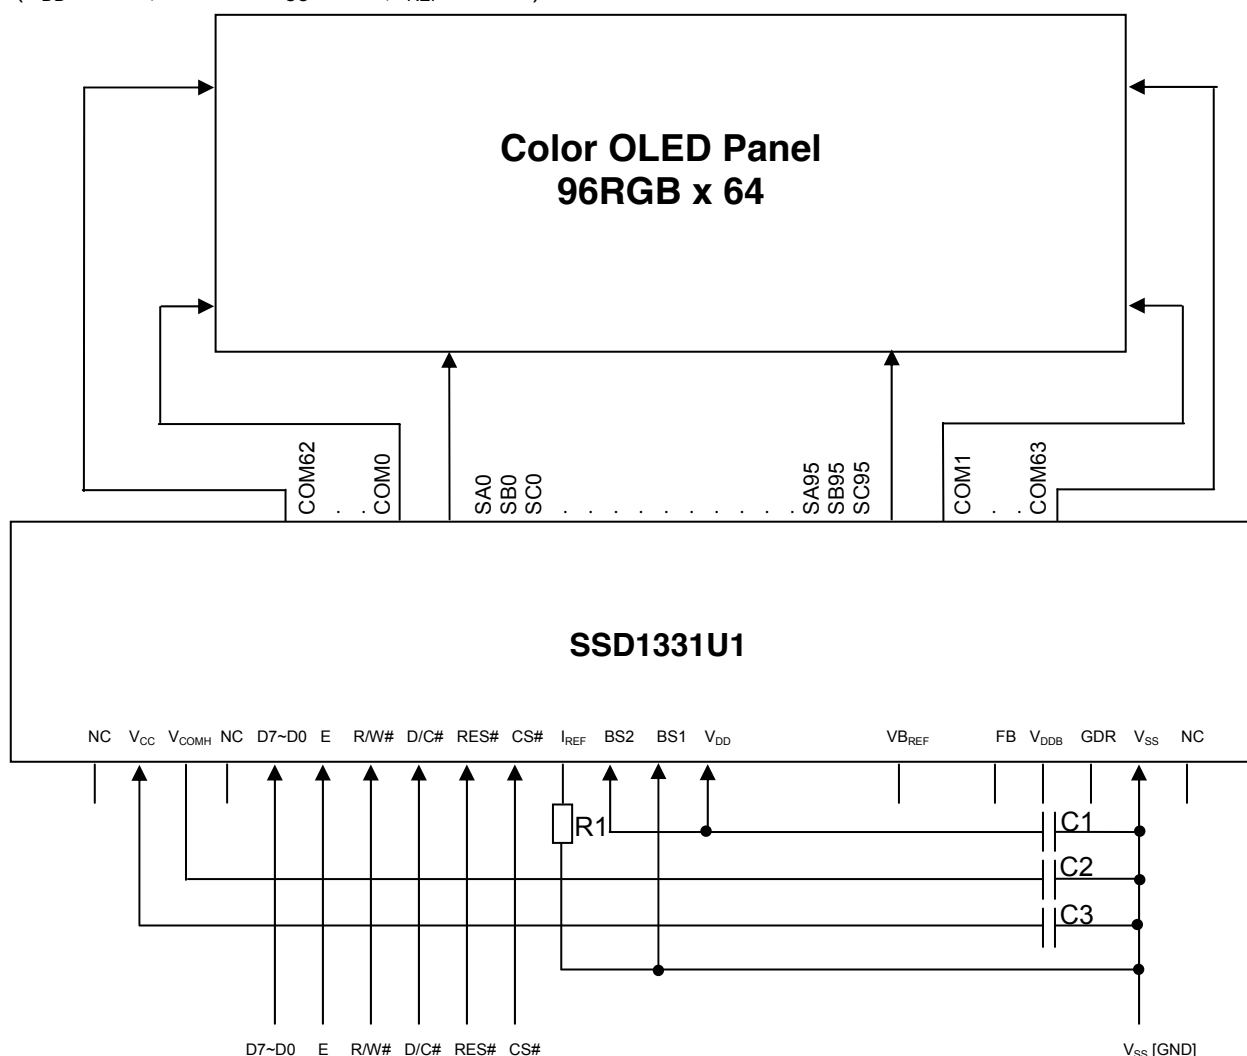 Color OLED Panel
96RGB x 64
COM62
. .
COM0
SA0
SB0
SC0
. . . . . . . . . .
SA95
SB95
SC95
COM1
. .
COM63
SSD1331U1
NC VCC VCOMH NC D7~D0 E R/W# D/C# RES# CS# IREF BS2 BS1 VDD VBREF FB VDDB GDR VSS NC
R1
C1
C2
C3
D7~D0 E R/W# D/C# RES# CS# VSS [GND]